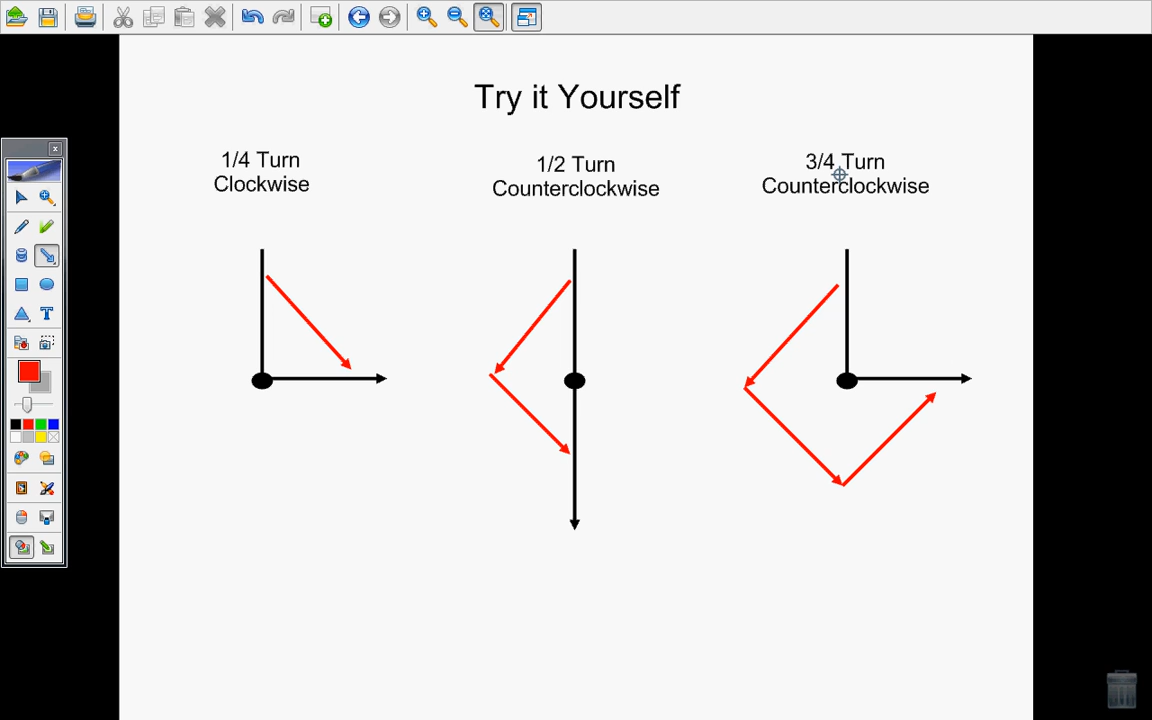 Try it Yourself
1/4 Turn
Clockwise
1/2 Turn
Counterclockwise
3/4 Turn
Counterclockwise